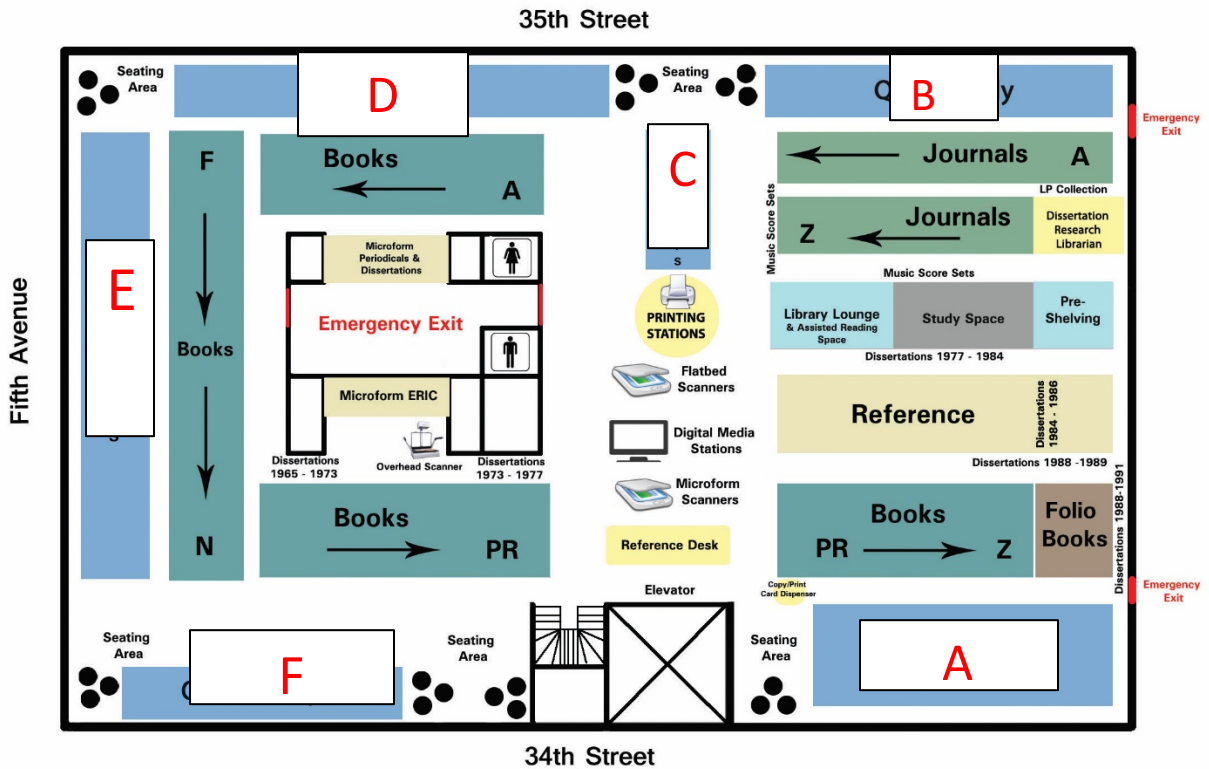 35th Street
Seating
Area
D
Seating
Area
B
Emergency
Exit
F
Books
A
C
s
Journals A
LP Collection
Music Score Sets
Z
Journals
Dissertation
Research
Librarian
Microform
Periodicals &
Dissertations
Music Score Sets
Fifth Avenue
E
Emergency Exit
PRINTING
STATIONS
Library Lounge
& Assisted Reading
Space
Study Space
Pre-
Shelving
Dissertations 1977 - 1984
Books
Microform ERIC
Flatbed
Scanners
Reference
Dissertations
1984 - 1986
Digital Media
Stations
Dissertations
1965 - 1973
Overhead Scanner
Dissertations
1973 - 1977
Dissertations 1988 -1989
Microform
Scanners
Dissertations 1988-1991
N
Books
PR
Reference Desk
Books
PR
Z
Folio
Books
Copy/Print
Card Dispenser
Emergency
Exit
Elevator
Seating
Area
F
Seating
Area
Seating
Area
A
34th Street